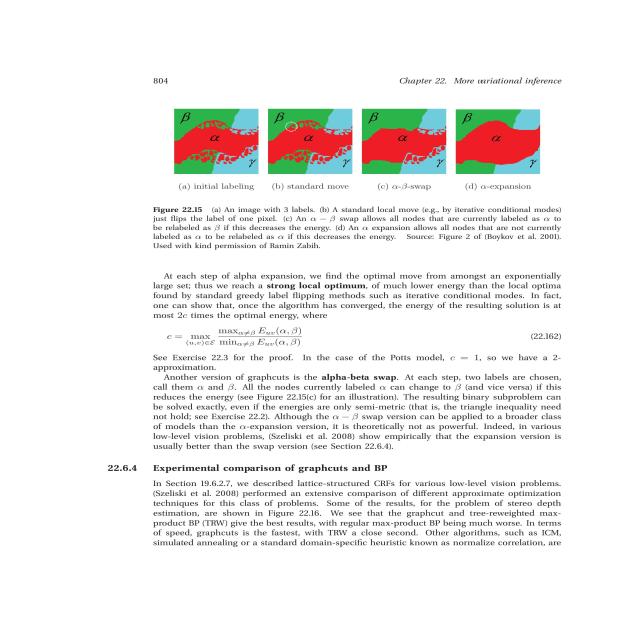 804
Chapter 22. More variational inference
β β β β
α α α α
γ γ γ γ
(a) initial labeling (b) standard move (c) α-β-swap (d) α-expansion
Figure 22.15 (a) An image with 3 labels. (b) A standard local move (e.g., by iterative conditional modes)
just flips the label of one pixel. (c) An α − β swap allows all nodes that are currently labeled as α to
be relabeled as β if this decreases the energy. (d) An α expansion allows all nodes that are not currently
labeled as α to be relabeled as α if this decreases the energy. Source: Figure 2 of (Boykov et al. 2001).
Used with kind permission of Ramin Zabih.
At each step of alpha expansion, we find the optimal move from amongst an exponentially
large set; thus we reach a strong local optimum, of much lower energy than the local optima
found by standard greedy label flipping methods such as iterative conditional modes. In fact,
one can show that, once the algorithm has converged, the energy of the resulting solution is at
most 2c times the optimal energy, where
c = max_{(u,v)∈ℰ} max_{α≠β} E_{uv}(α, β) / min_{α≠β} E_{uv}(α, β) (22.162)
See Exercise 22.3 for the proof. In the case of the Potts model, c = 1, so we have a 2-
approximation.
Another version of graphcuts is the alpha-beta swap. At each step, two labels are chosen,
call them α and β. All the nodes currently labeled α can change to β (and vice versa) if this
reduces the energy (see Figure 22.15(c) for an illustration). The resulting binary subproblem can
be solved exactly, even if the energies are only semi-metric (that is, the triangle inequality need
not hold; see Exercise 22.2). Although the α − β swap version can be applied to a broader class
of models than the α-expansion version, it is theoretically not as powerful. Indeed, in various
low-level vision problems, (Szeliski et al. 2008) show empirically that the expansion version is
usually better than the swap version (see Section 22.6.4).
22.6.4 Experimental comparison of graphcuts and BP
In Section 19.6.2.7, we described lattice-structured CRFs for various low-level vision problems.
(Szeliski et al. 2008) performed an extensive comparison of different approximate optimization
techniques for this class of problems. Some of the results, for the problem of stereo depth
estimation, are shown in Figure 22.16. We see that the graphcut and tree-reweighted max-
product BP (TRW) give the best results, with regular max-product BP being much worse. In terms
of speed, graphcuts is the fastest, with TRW a close second. Other algorithms, such as ICM,
simulated annealing or a standard domain-specific heuristic known as normalize correlation, are